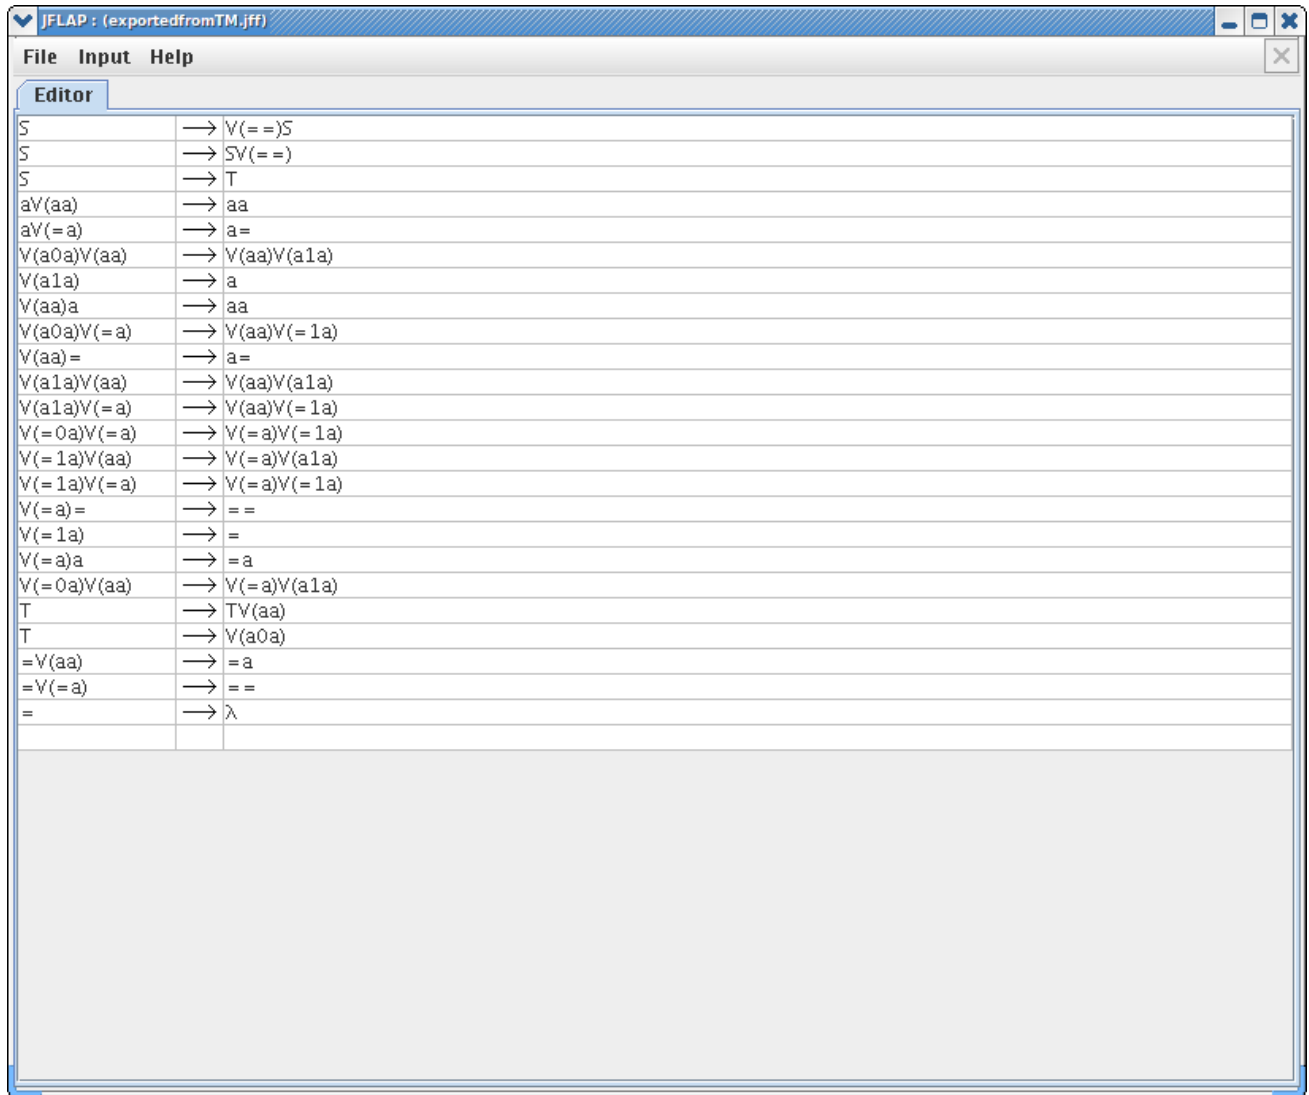 JFLAP : (exportedfromTM.jff)
File Input Help
Editor
S → V(==)S
S → SV(==)
S → T
aV(aa) → aa
aV(=a) → a=
V(a0a)V(aa) → V(aa)V(a1a)
V(a1a) → a
V(aa)a → aa
V(a0a)V(=a) → V(aa)V(=1a)
V(aa)= → a=
V(a1a)V(aa) → V(aa)V(a1a)
V(a1a)V(=a) → V(aa)V(=1a)
V(=0a)V(=a) → V(=a)V(=1a)
V(=1a)V(aa) → V(=a)V(a1a)
V(=1a)V(=a) → V(=a)V(=1a)
V(=a)= → ==
V(=1a) → =
V(=a)a → =a
V(=0a)V(aa) → V(=a)V(a1a)
T → TV(aa)
T → V(a0a)
=V(aa) → =a
=V(=a) → ==
= → λ